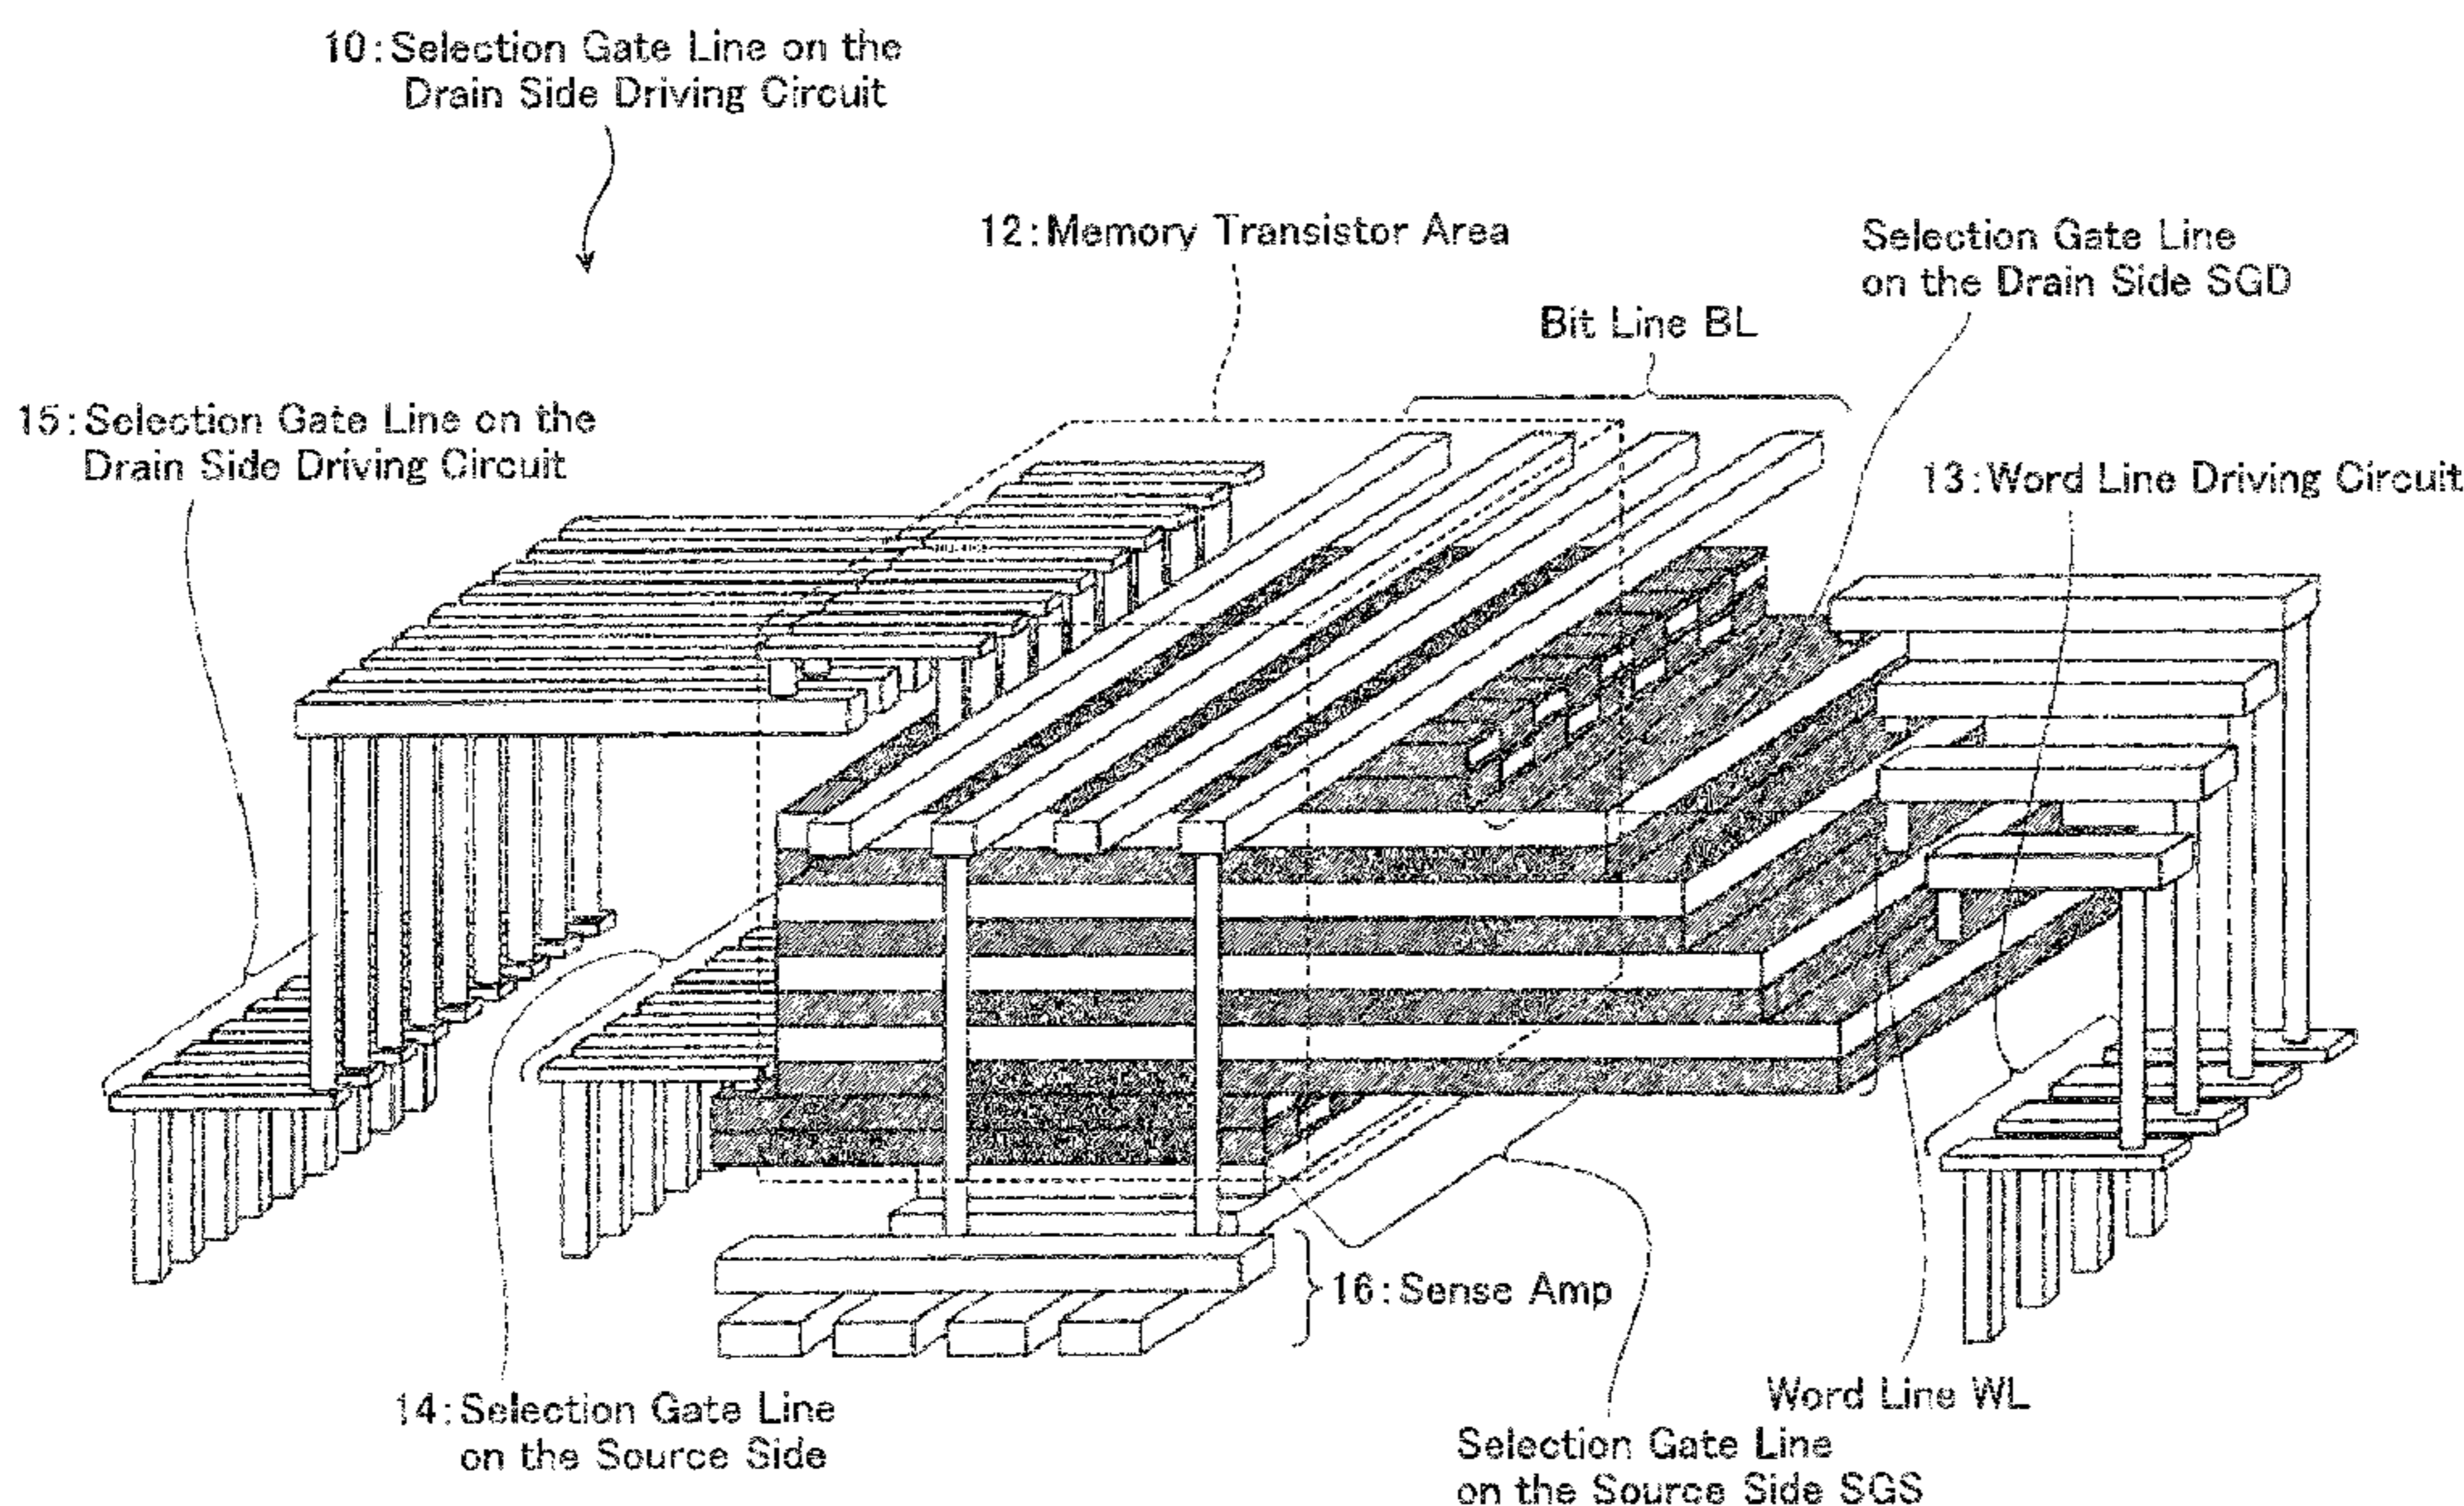 10:Selection Gate Line on the
Drain Side Driving Circuit
12:Memory Transistor Area
Selection Gate Line
on the Drain Side SGD
Bit Line BL
15:Selection Gate Line on the
Drain Side Driving Circuit
13:Word Line Driving Circuit
16:Sense Amp
14:Selection Gate Line
on the Source Side
Word Line WL
Selection Gate Line
on the Source Side SGS